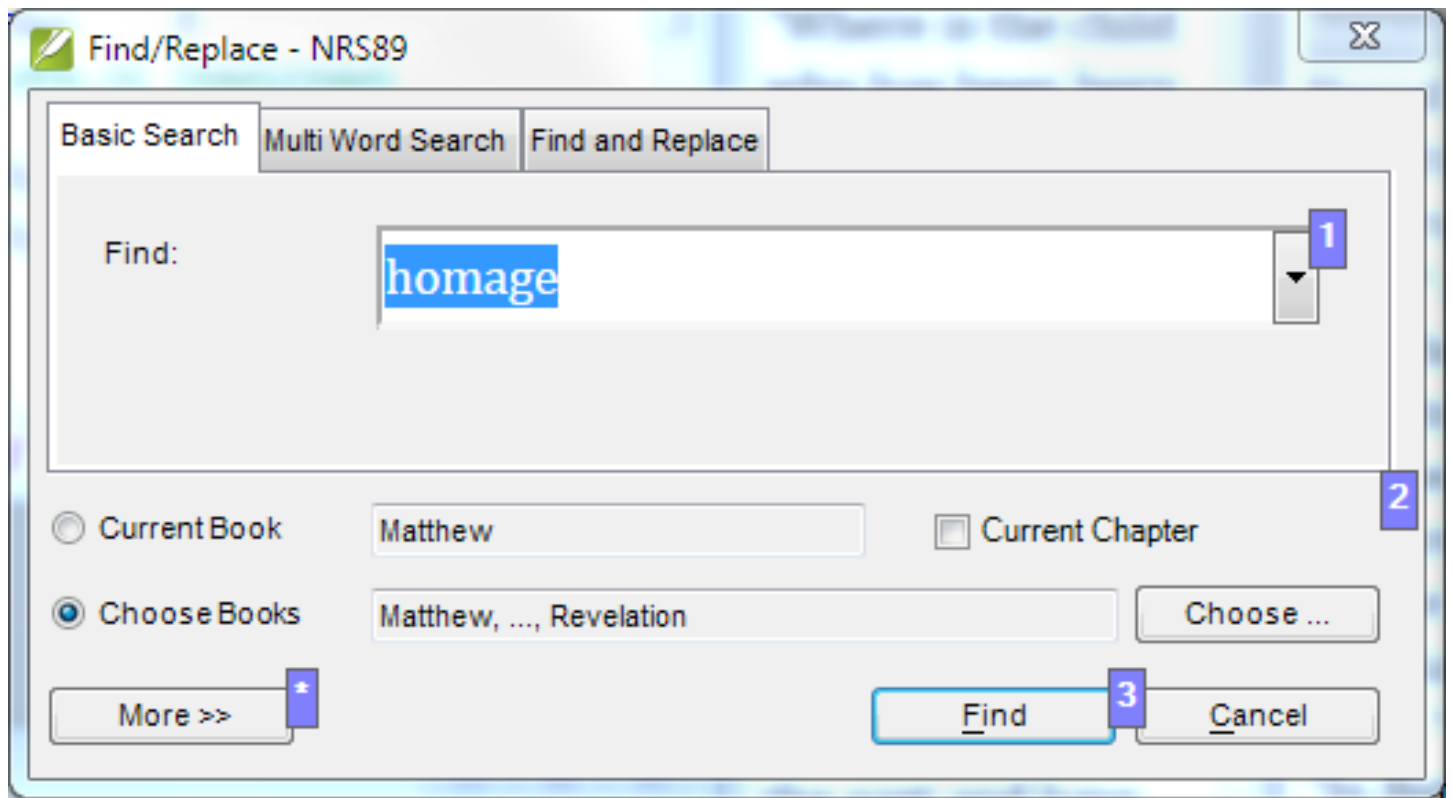 Find/Replace - NRS89
Basic Search Multi Word Search Find and Replace
Find: homage 1
2
Current Book Matthew Current Chapter
Choose Books Matthew, ..., Revelation Choose ...
More >> * Find 3 Cancel